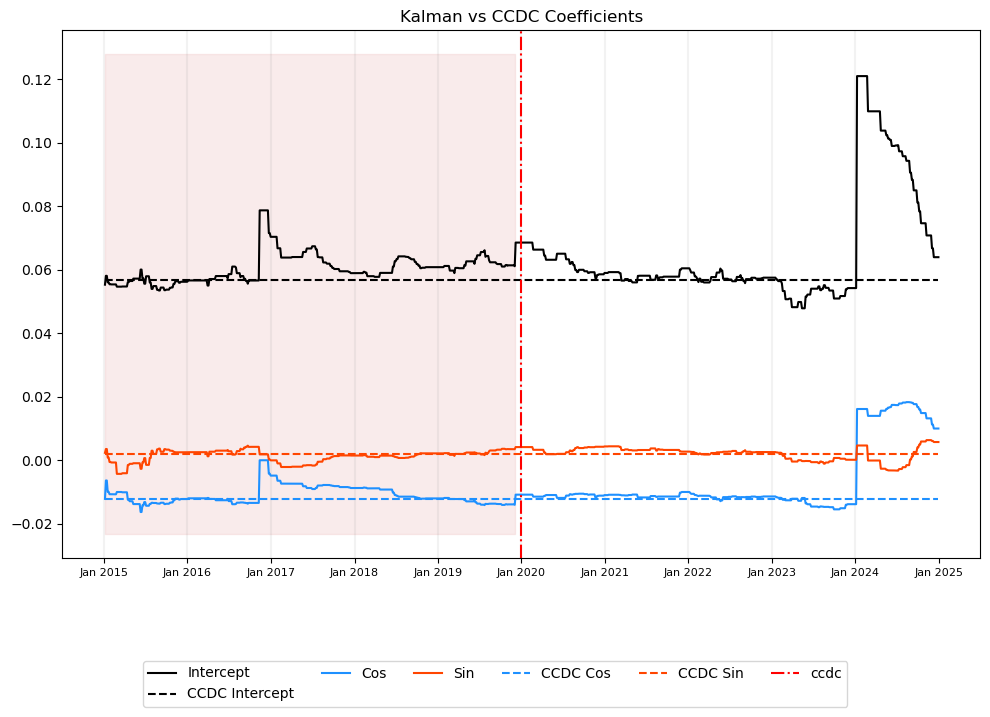 Kalman vs CCDC Coefficients
0.12
0.10
0.08
0.06
0.04
0.02
0.00
−0.02
Jan 2015 Jan 2016 Jan 2017 Jan 2018 Jan 2019 Jan 2020 Jan 2021 Jan 2022 Jan 2023 Jan 2024 Jan 2025
Intercept Cos Sin CCDC Cos CCDC Sin ccdc
CCDC Intercept